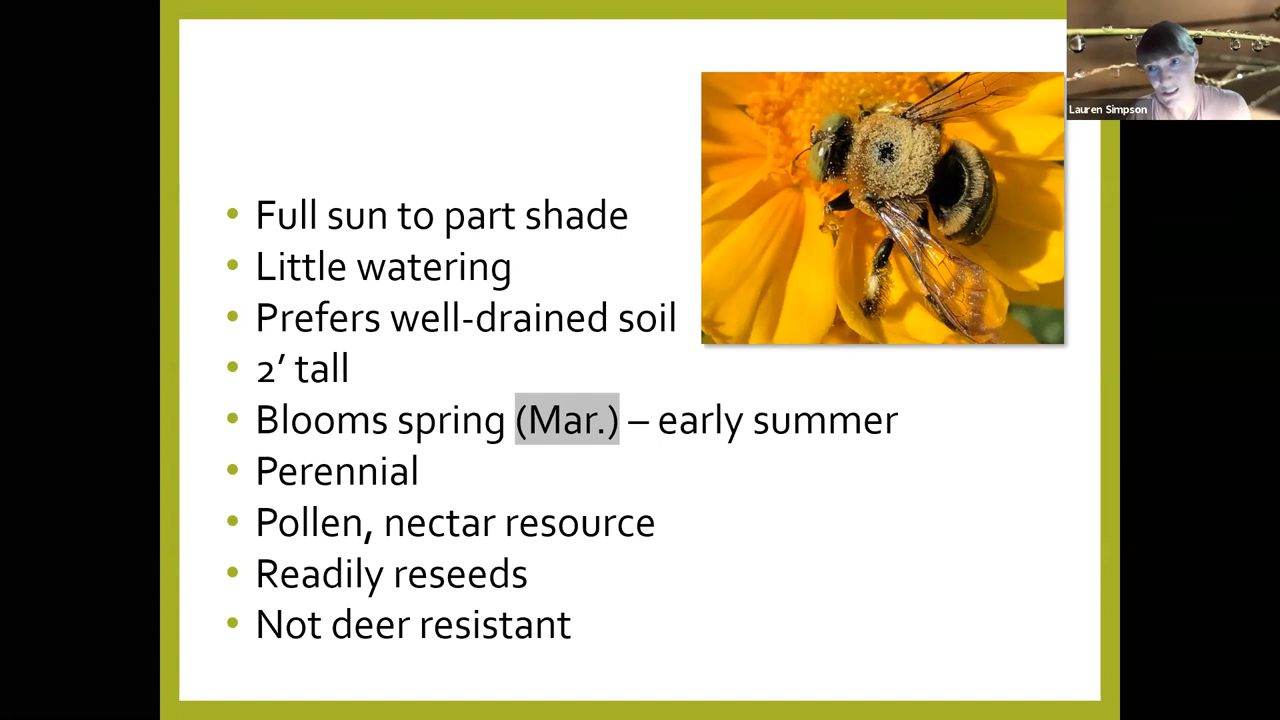 Lauren Simpson
Full sun to part shade
Little watering
Prefers well-drained soil
2’ tall
Blooms spring (Mar.) – early summer
Perennial
Pollen, nectar resource
Readily reseeds
Not deer resistant